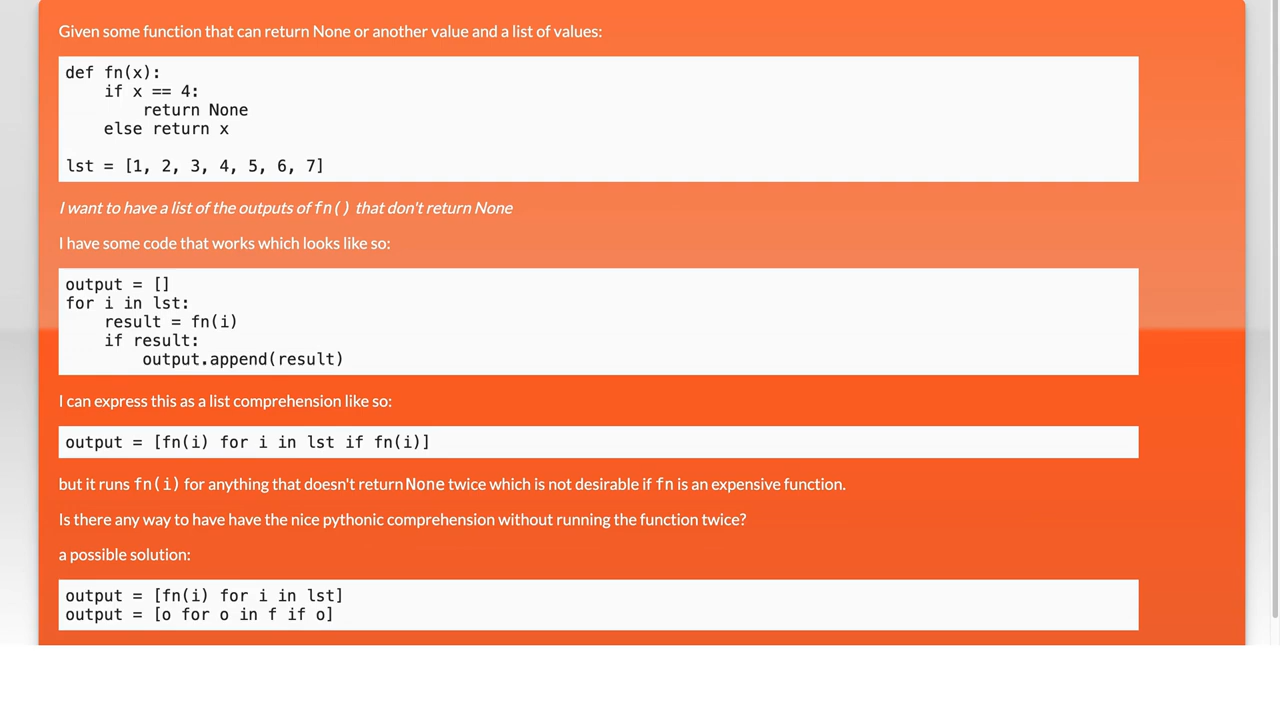 Given some function that can return None or another value and a list of values:
def fn(x):
    if x == 4:
        return None
    else return x
lst = [1, 2, 3, 4, 5, 6, 7]
I want to have a list of the outputs of fn() that don't return None
I have some code that works which looks like so:
output = []
for i in lst:
    result = fn(i)
    if result:
        output.append(result)
I can express this as a list comprehension like so:
output = [fn(i) for i in lst if fn(i)]
but it runs fn(i) for anything that doesn't return None twice which is not desirable if fn is an expensive function.
Is there any way to have have the nice pythonic comprehension without running the function twice?
a possible solution:
output = [fn(i) for i in lst]
output = [o for o in f if o]